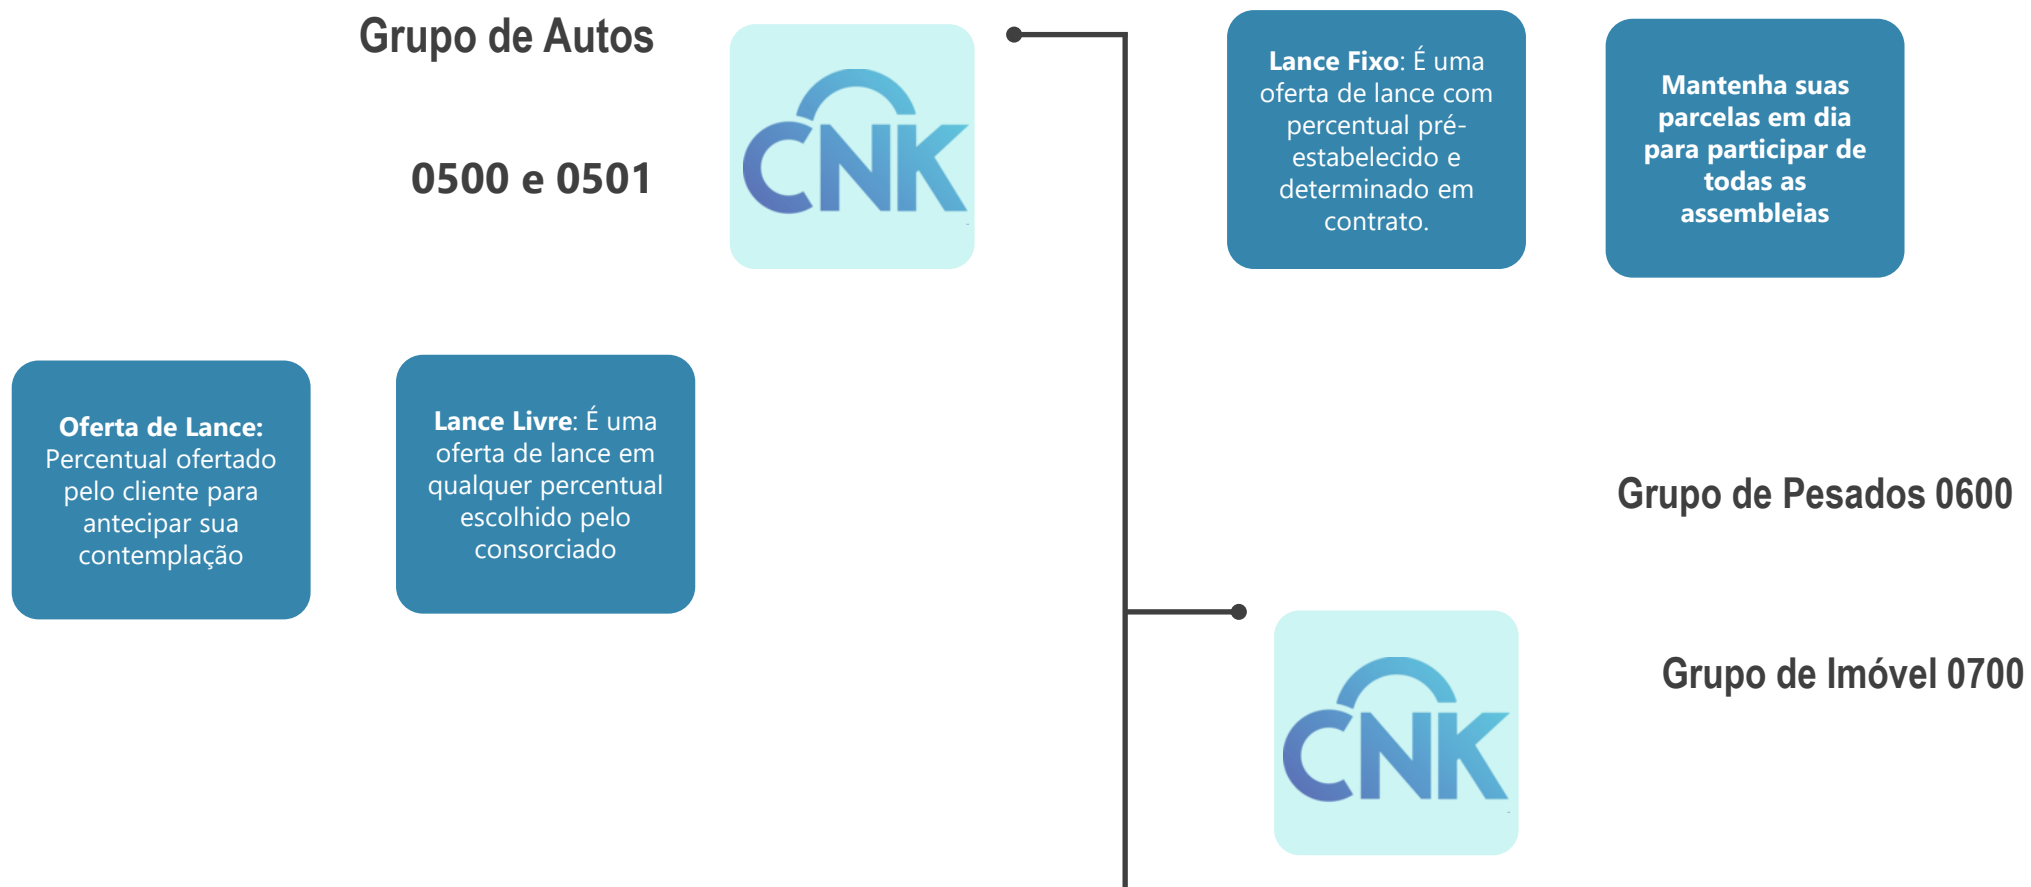 Grupo de Autos
0500 e 0501
CNK
Lance Fixo: É uma
oferta de lance com
percentual pré-
estabelecido e
determinado em
contrato.
Mantenha suas
parcelas em dia
para participar de
todas as
assembleias
Oferta de Lance:
Percentual ofertado
pelo cliente para
antecipar sua
contemplação
Lance Livre: É uma
oferta de lance em
qualquer percentual
escolhido pelo
consorciado
Grupo de Pesados 0600
Grupo de Imóvel 0700
CNK